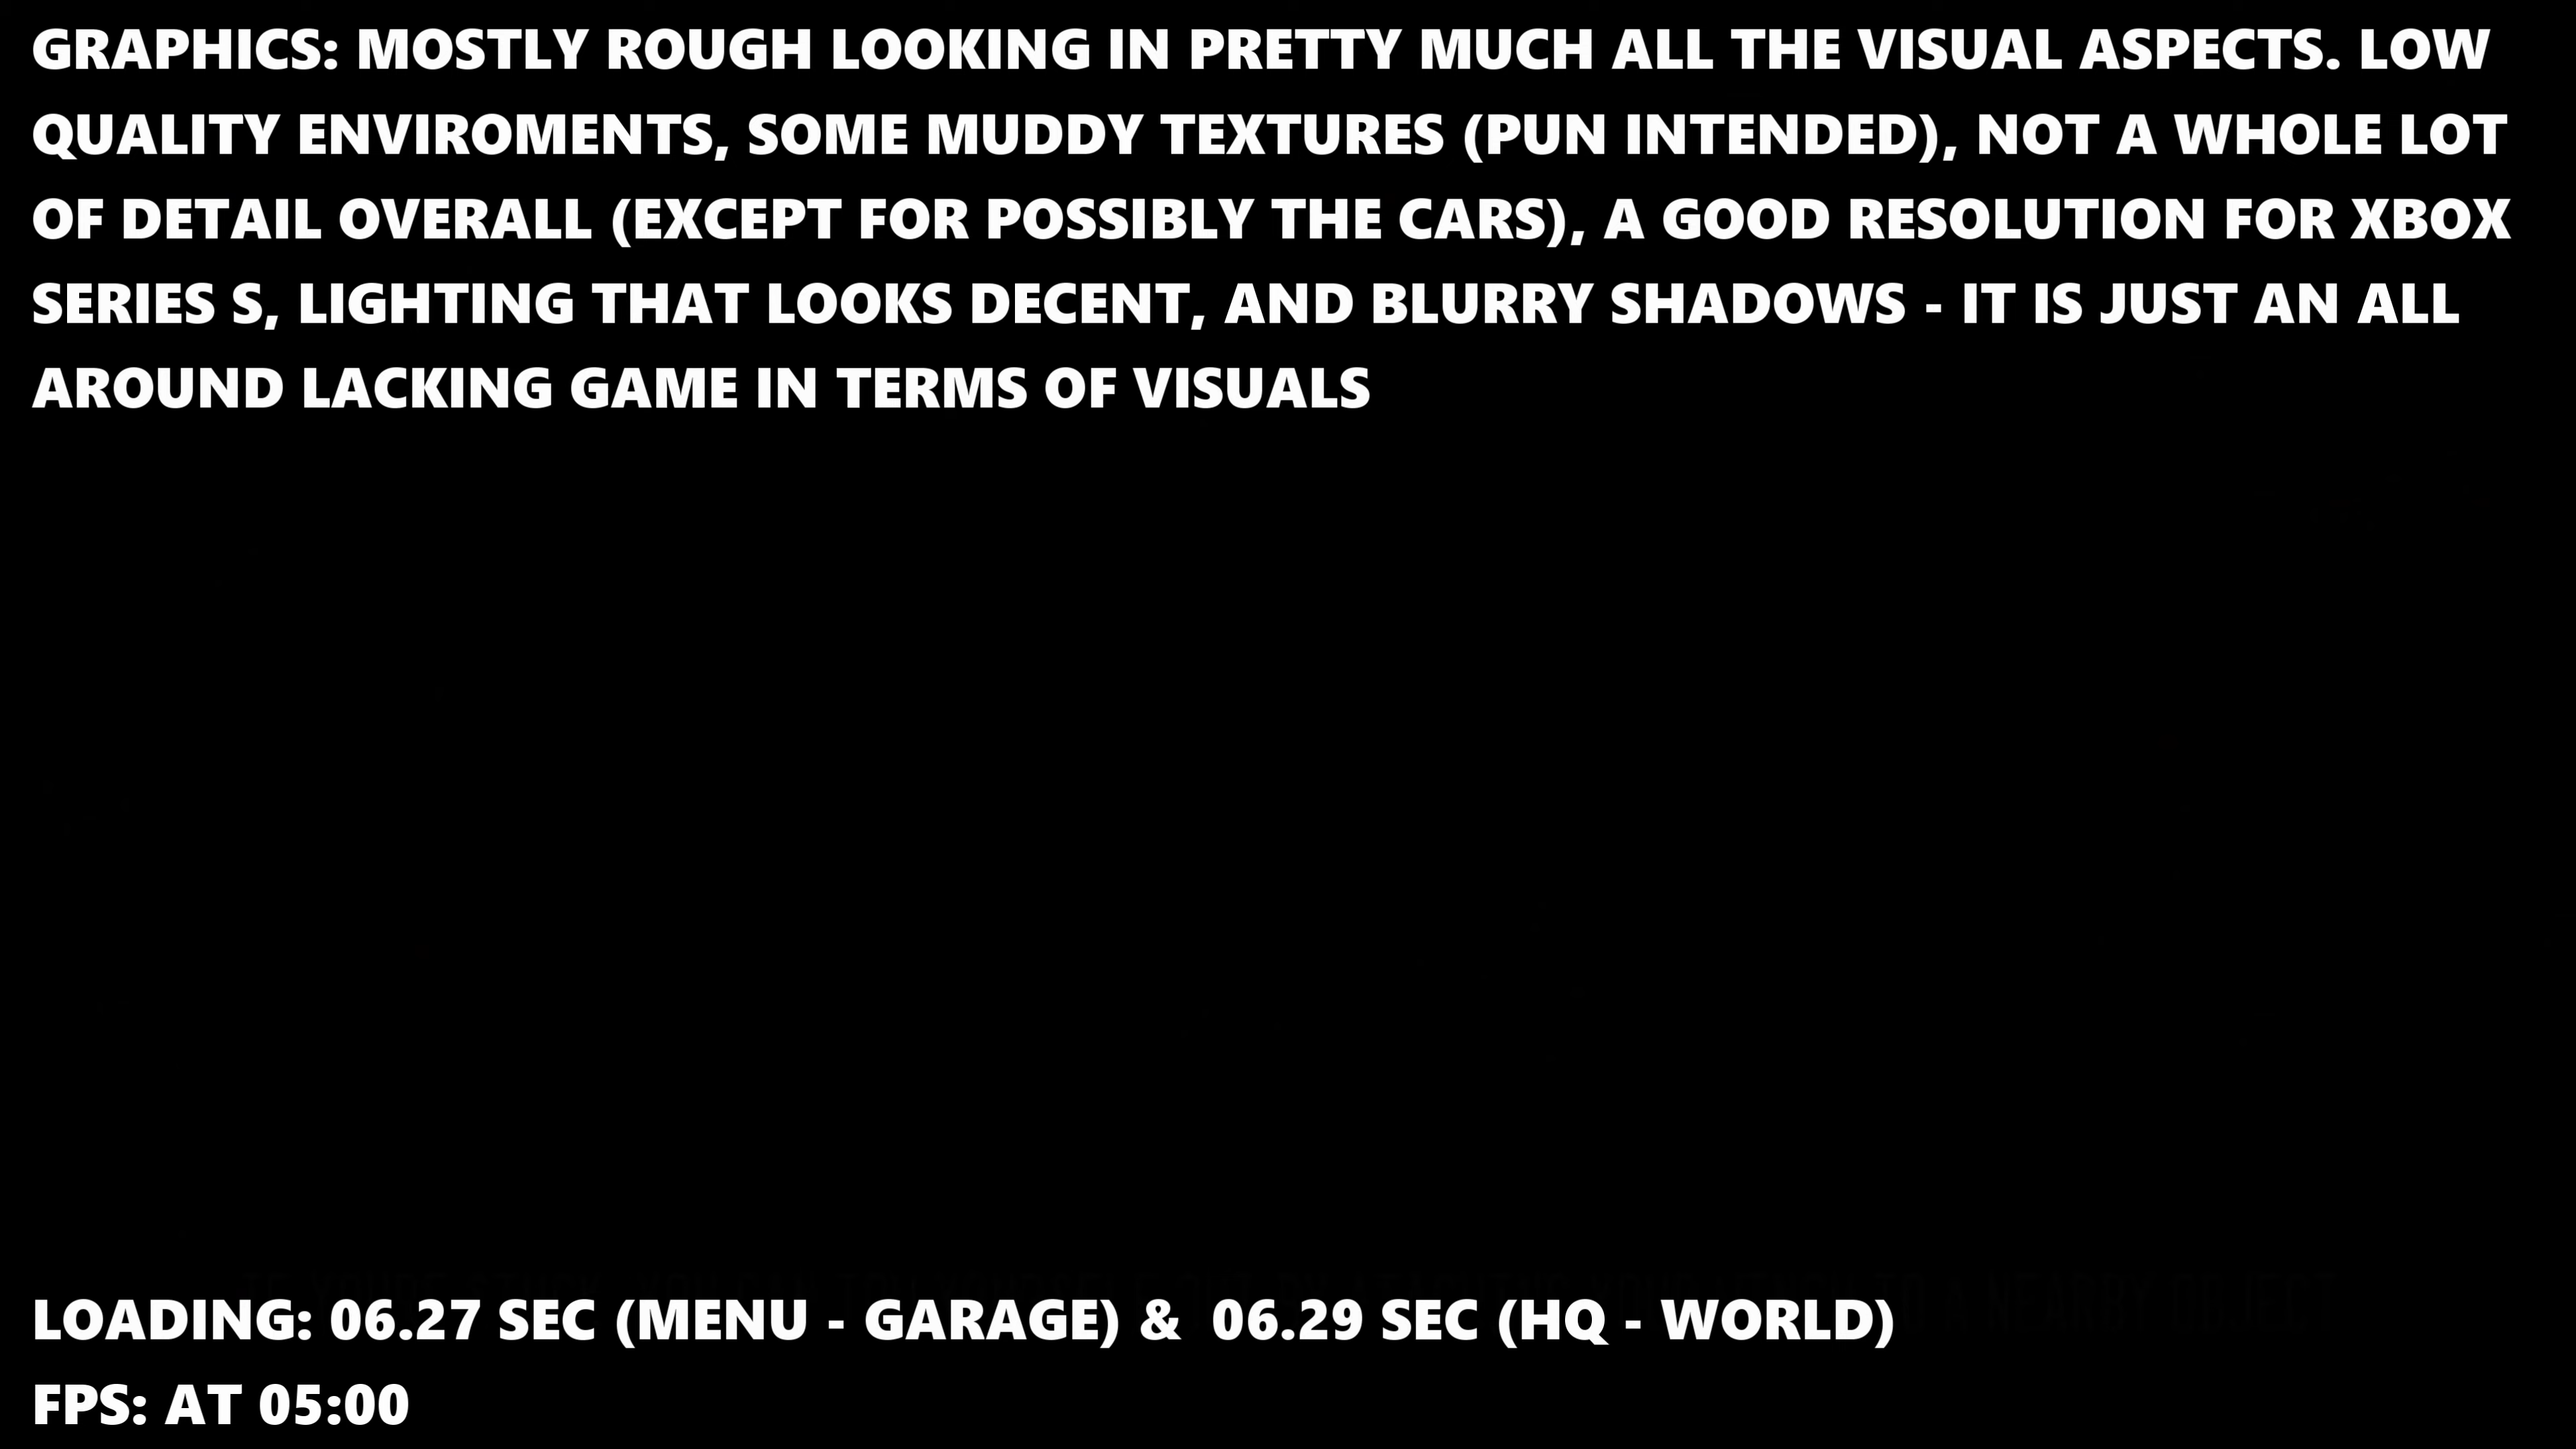 GRAPHICS: MOSTLY ROUGH LOOKING IN PRETTY MUCH ALL THE VISUAL ASPECTS. LOW
QUALITY ENVIROMENTS, SOME MUDDY TEXTURES (PUN INTENDED), NOT A WHOLE LOT
OF DETAIL OVERALL (EXCEPT FOR POSSIBLY THE CARS), A GOOD RESOLUTION FOR XBOX
SERIES S, LIGHTING THAT LOOKS DECENT, AND BLURRY SHADOWS - IT IS JUST AN ALL
AROUND LACKING GAME IN TERMS OF VISUALS
LOADING: 06.27 SEC (MENU - GARAGE) &  06.29 SEC (HQ - WORLD)
FPS: AT 05:00